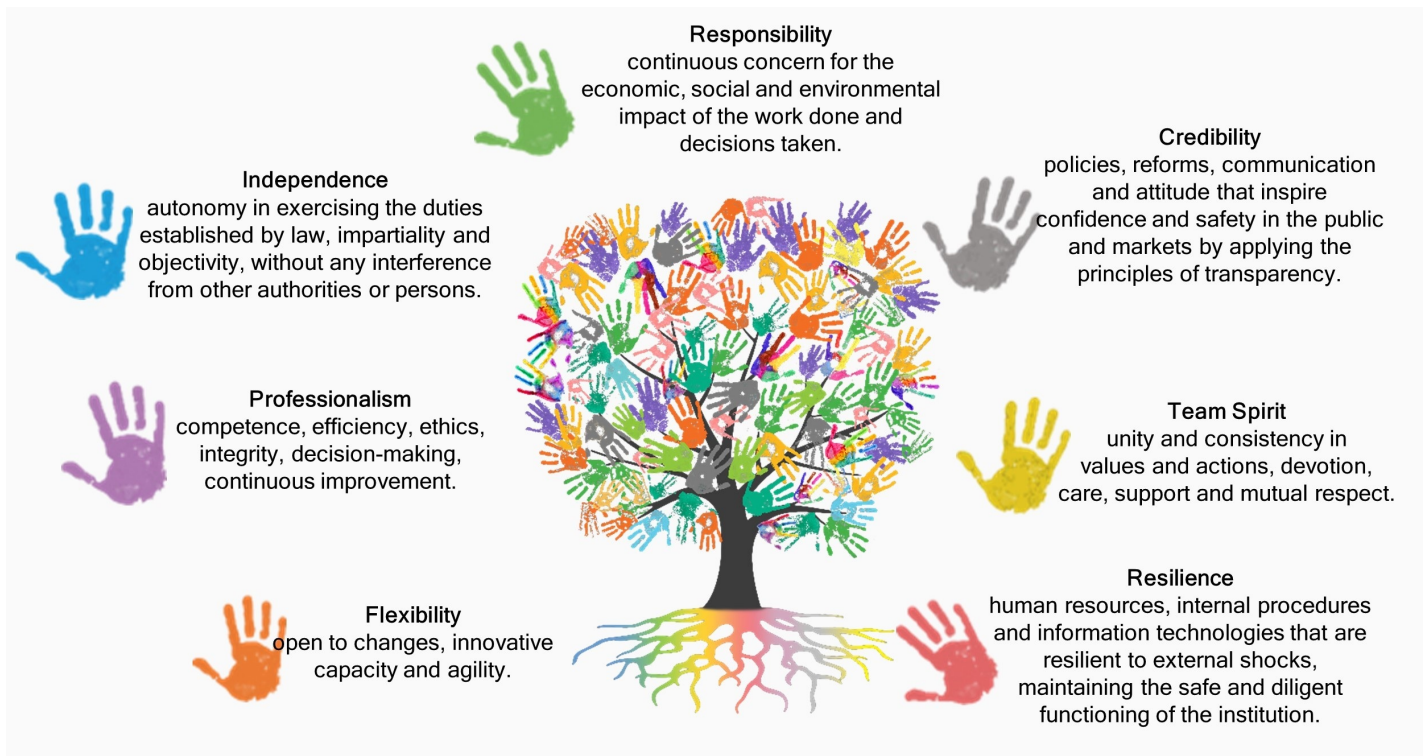 Responsibility
continuous concern for the
economic, social and environmental
impact of the work done and
decisions taken.
Credibility
policies, reforms, communication
and attitude that inspire
confidence and safety in the public
and markets by applying the
principles of transparency.
Independence
autonomy in exercising the duties
established by law, impartiality and
objectivity, without any interference
from other authorities or persons.
Professionalism
competence, efficiency, ethics,
integrity, decision-making,
continuous improvement.
Team Spirit
unity and consistency in
values and actions, devotion,
care, support and mutual respect.
Flexibility
open to changes, innovative
capacity and agility.
Resilience
human resources, internal procedures
and information technologies that are
resilient to external shocks,
maintaining the safe and diligent
functioning of the institution.